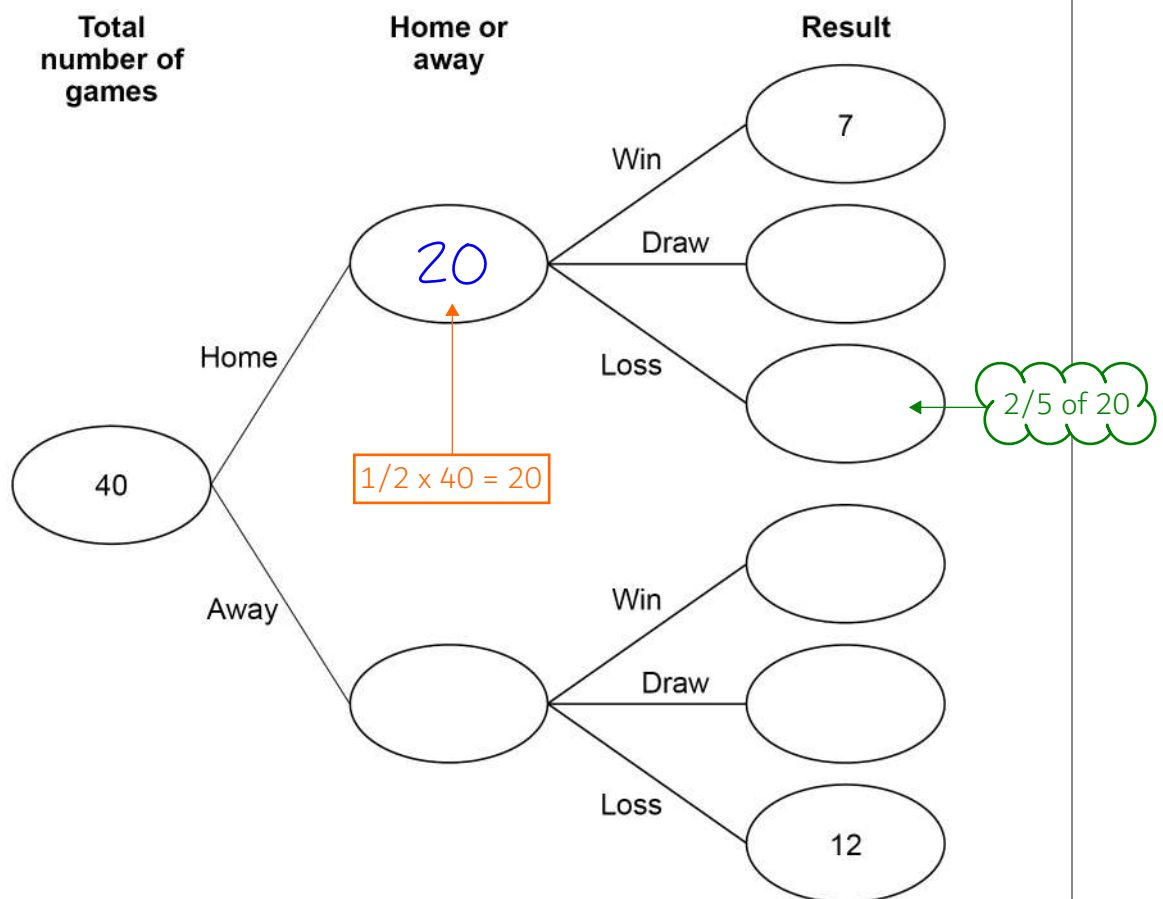 Total
number of
games
Home or
away
Result
7
Win
Draw
20
Home
Loss
2/5 of 20
1/2 x 40 = 20
40
Win
Away
Draw
Loss
12